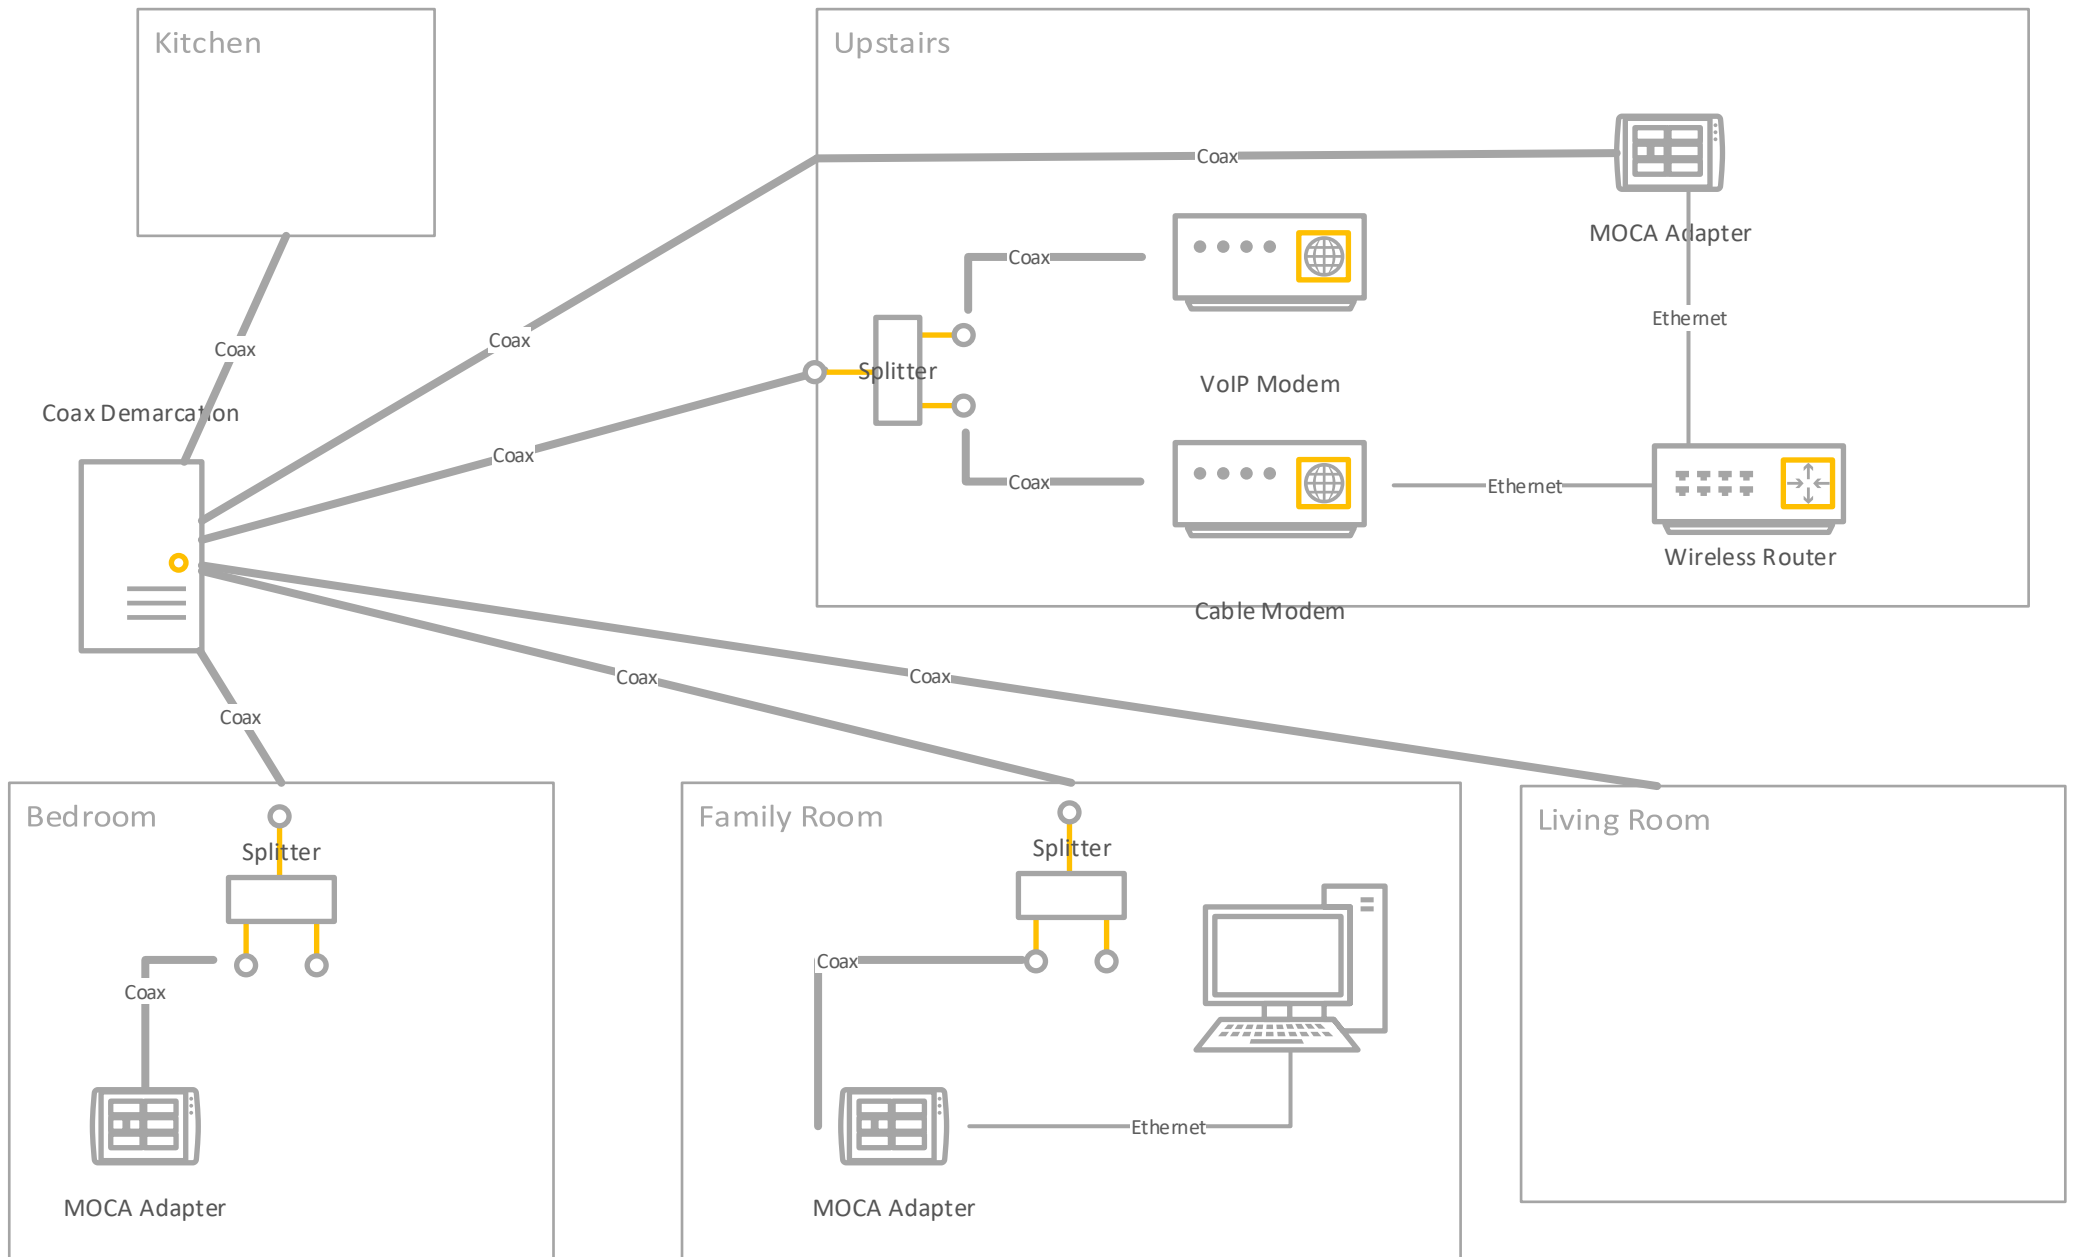 Kitchen
Upstairs
Coax
MOCA Adapter
Coax
Ethernet
Coax
Coax
Splitter
VoIP Modem
Coax Demarcation
Coax
Coax
Ethernet
Wireless Router
Cable Modem
Coax
Coax
Coax
Bedroom
Splitter
Coax
MOCA Adapter
Family Room
Splitter
Coax
Ethernet
MOCA Adapter
Living Room